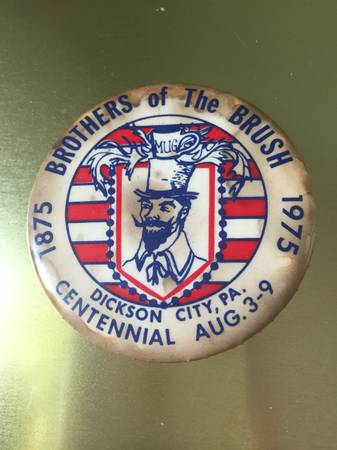 1875 BROTHERS of The BRUSH 1975
MUG
DICKSON CITY, PA.
CENTENNIAL AUG. 3-9